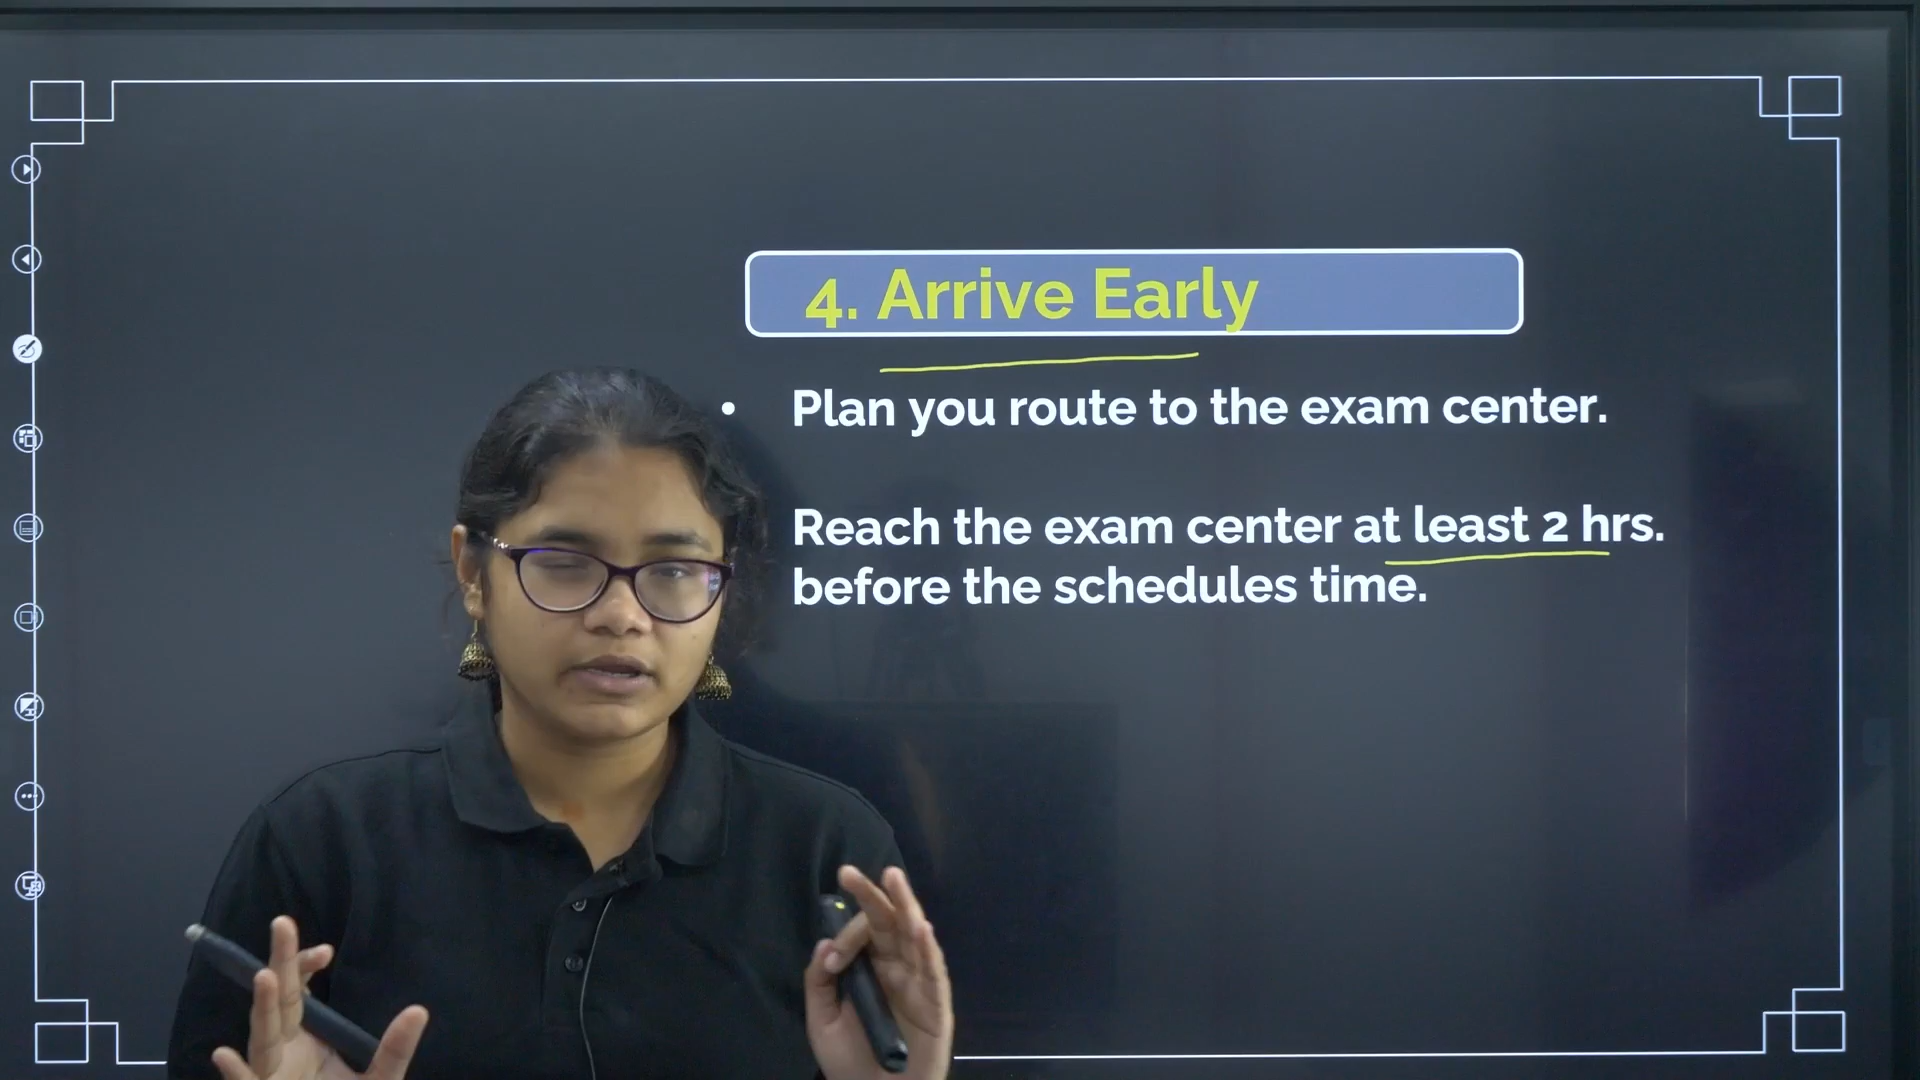 4. Arrive Early
• Plan you route to the exam center.
Reach the exam center at least 2 hrs.
before the schedules time.